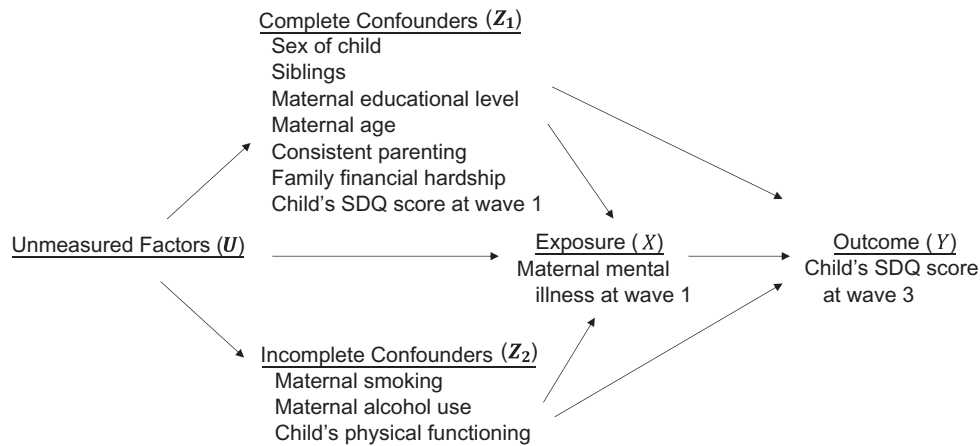 Complete Confounders (Z1)
Sex of child
Siblings
Maternal educational level
Maternal age
Consistent parenting
Family financial hardship
Child's SDQ score at wave 1
Unmeasured Factors (U)
Exposure (X)
Maternal mental
illness at wave 1
Outcome (Y)
Child's SDQ score
at wave 3
Incomplete Confounders (Z2)
Maternal smoking
Maternal alcohol use
Child's physical functioning